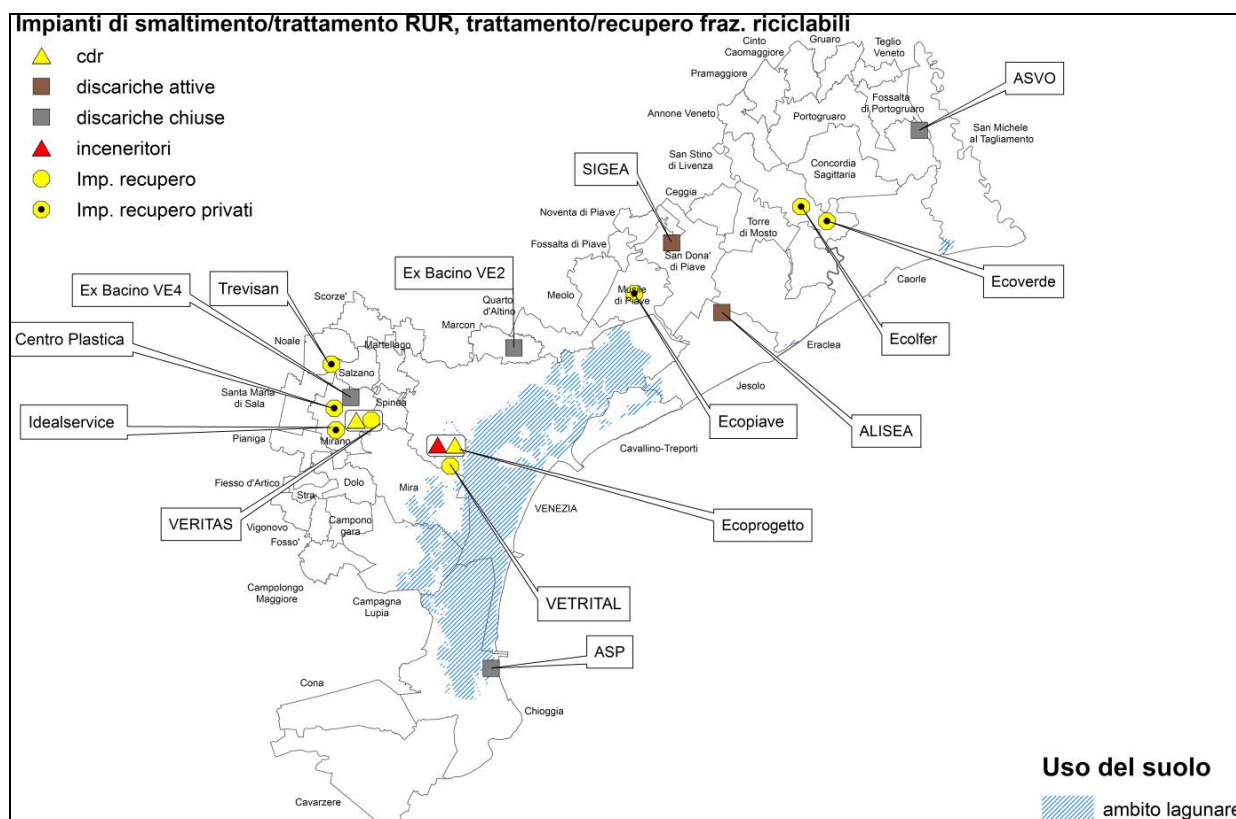 Impianti di smaltimento/trattamento RUR, trattamento/recupero fraz. riciclabili
cdr
discariche attive
discariche chiuse
inceneritori
Imp. recupero
Imp. recupero privati
Cinto
Caomaggiore
Gruaro
Teglio
Veneto
Pramaggiore
ASVO
Annone Veneto
Portogruaro
Fossalta
di Portogruaro
San Michele
al Tagliamento
San Stino
di Livenza
Concordia
Sagittaria
SIGEA
Ceggia
Noventa di Piave
Torre
di Mosto
Fossalta di Piave
San Dona'
di Piave
Ex Bacino VE2
Ex Bacino VE4
Trevisan
Scorze'
Quarto
d'Altino
Meolo
Musile
di Piave
Caorle
Ecoverde
Centro Plastica
Noale
Martellago
Marcon
Eraclea
Ecolfer
Salzano
Jesolo
Santa Maria
di Sala
Spinea
Idealservice
Ecopiave
ALISEA
Pianiga
Mirano
Cavallino-Treporti
Fiesso d'Artico
Dolo
Mira
Stra
VENEZIA
Ecoprogetto
VERITAS
Vigonovo
Campono
gara
Fosso'
Campolongo
Maggiore
Campagna
Lupia
VETRITAL
ASP
Cona
Chioggia
Cavarzere
Uso del suolo
ambito lagunare